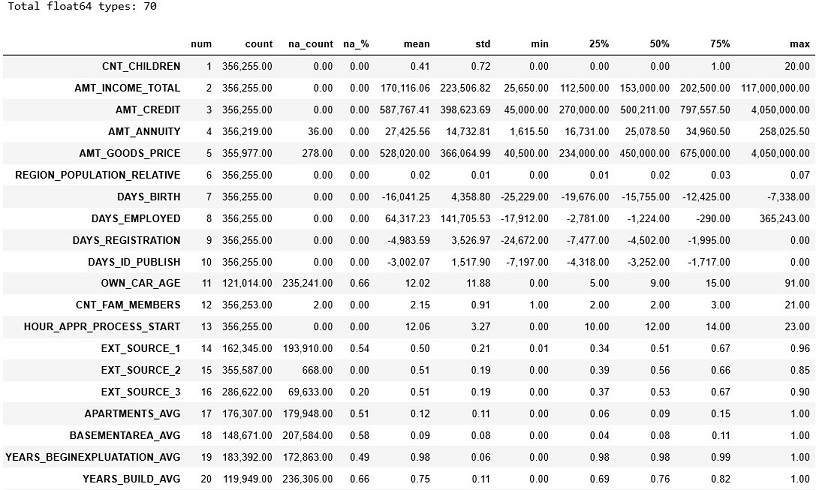 Total float64 types: 70
num count na_count na_% mean std min 25% 50% 75% max
CNT_CHILDREN 1 356,255.00 0.00 0.00 0.41 0.72 0.00 0.00 0.00 1.00 20.00
AMT_INCOME_TOTAL 2 356,255.00 0.00 0.00 170,116.06 223,506.82 25,650.00 112,500.00 153,000.00 202,500.00 117,000,000.00
AMT_CREDIT 3 356,255.00 0.00 0.00 587,767.41 398,623.69 45,000.00 270,000.00 500,211.00 797,557.50 4,050,000.00
AMT_ANNUITY 4 356,219.00 36.00 0.00 27,425.56 14,732.81 1,615.50 16,731.00 25,078.50 34,960.50 258,025.50
AMT_GOODS_PRICE 5 355,977.00 278.00 0.00 528,020.00 366,064.99 40,500.00 234,000.00 450,000.00 675,000.00 4,050,000.00
REGION_POPULATION_RELATIVE 6 356,255.00 0.00 0.00 0.02 0.01 0.00 0.01 0.02 0.03 0.07
DAYS_BIRTH 7 356,255.00 0.00 0.00 -16,041.25 4,358.80 -25,229.00 -19,676.00 -15,755.00 -12,425.00 -7,338.00
DAYS_EMPLOYED 8 356,255.00 0.00 0.00 64,317.23 141,705.53 -17,912.00 -2,781.00 -1,224.00 -290.00 365,243.00
DAYS_REGISTRATION 9 356,255.00 0.00 0.00 -4,983.59 3,526.97 -24,672.00 -7,477.00 -4,502.00 -1,995.00 0.00
DAYS_ID_PUBLISH 10 356,255.00 0.00 0.00 -3,002.07 1,517.90 -7,197.00 -4,318.00 -3,252.00 -1,717.00 0.00
OWN_CAR_AGE 11 121,014.00 235,241.00 0.66 12.02 11.88 0.00 5.00 9.00 15.00 91.00
CNT_FAM_MEMBERS 12 356,253.00 2.00 0.00 2.15 0.91 1.00 2.00 2.00 3.00 21.00
HOUR_APPR_PROCESS_START 13 356,255.00 0.00 0.00 12.06 3.27 0.00 10.00 12.00 14.00 23.00
EXT_SOURCE_1 14 162,345.00 193,910.00 0.54 0.50 0.21 0.01 0.34 0.51 0.67 0.96
EXT_SOURCE_2 15 355,587.00 668.00 0.00 0.51 0.19 0.00 0.39 0.56 0.66 0.85
EXT_SOURCE_3 16 286,622.00 69,633.00 0.20 0.51 0.19 0.00 0.37 0.53 0.67 0.90
APARTMENTS_AVG 17 176,307.00 179,948.00 0.51 0.12 0.11 0.00 0.06 0.09 0.15 1.00
BASEMENTAREA_AVG 18 148,671.00 207,584.00 0.58 0.09 0.08 0.00 0.04 0.08 0.11 1.00
YEARS_BEGINEXPLUATATION_AVG 19 183,392.00 172,863.00 0.49 0.98 0.06 0.00 0.98 0.98 0.99 1.00
YEARS_BUILD_AVG 20 119,949.00 236,306.00 0.66 0.75 0.11 0.00 0.69 0.76 0.82 1.00